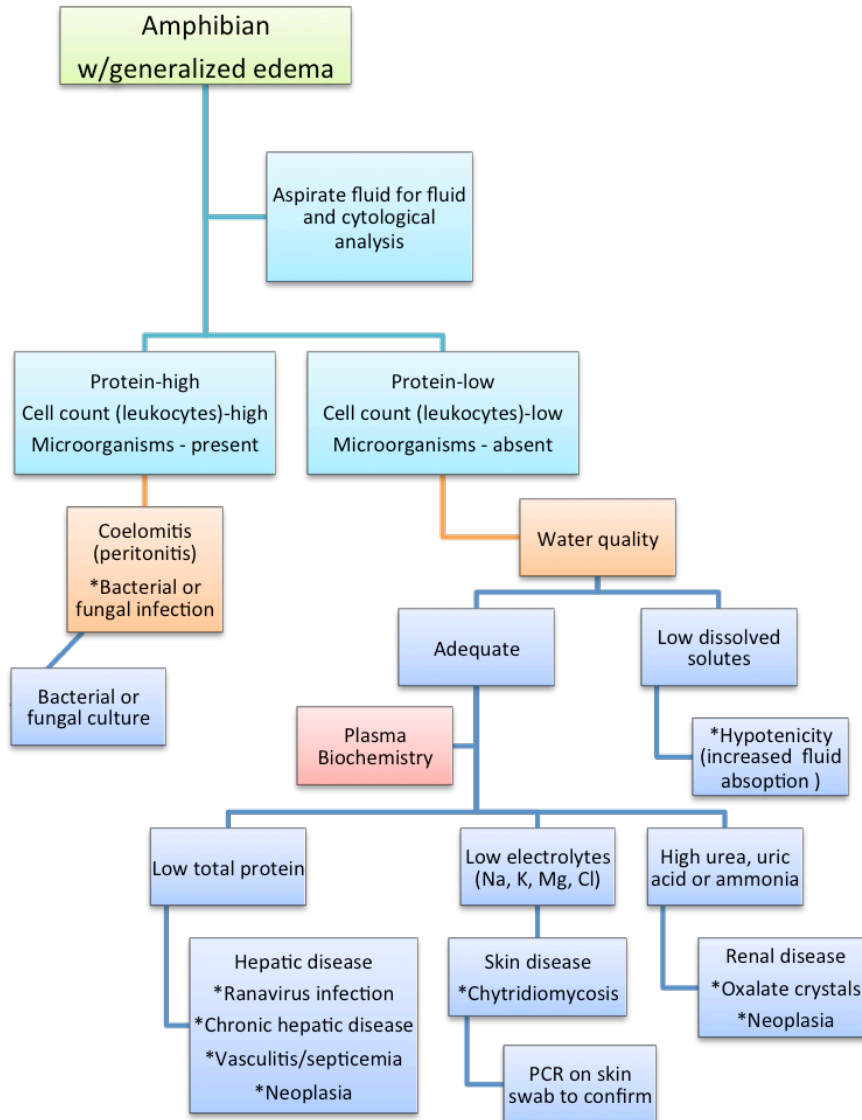 Amphibian
w/generalized edema
Aspirate fluid for fluid
and cytological
analysis
Protein-high
Cell count (leukocytes)-high
Microorganisms - present
Protein-low
Cell count (leukocytes)-low
Microorganisms - absent
Coelomitis
(peritonitis)
*Bacterial or
fungal infection
Water quality
Bacterial or
fungal culture
Adequate
Low dissolved
solutes
Plasma
Biochemistry
*Hypotenicity
(increased fluid
absoption )
Low total protein
Low electrolytes
(Na, K, Mg, Cl)
High urea, uric
acid or ammonia
Hepatic disease
*Ranavirus infection
*Chronic hepatic disease
*Vasculitis/septicemia
*Neoplasia
Skin disease
*Chytridiomycosis
Renal disease
*Oxalate crystals
*Neoplasia
PCR on skin
swab to confirm